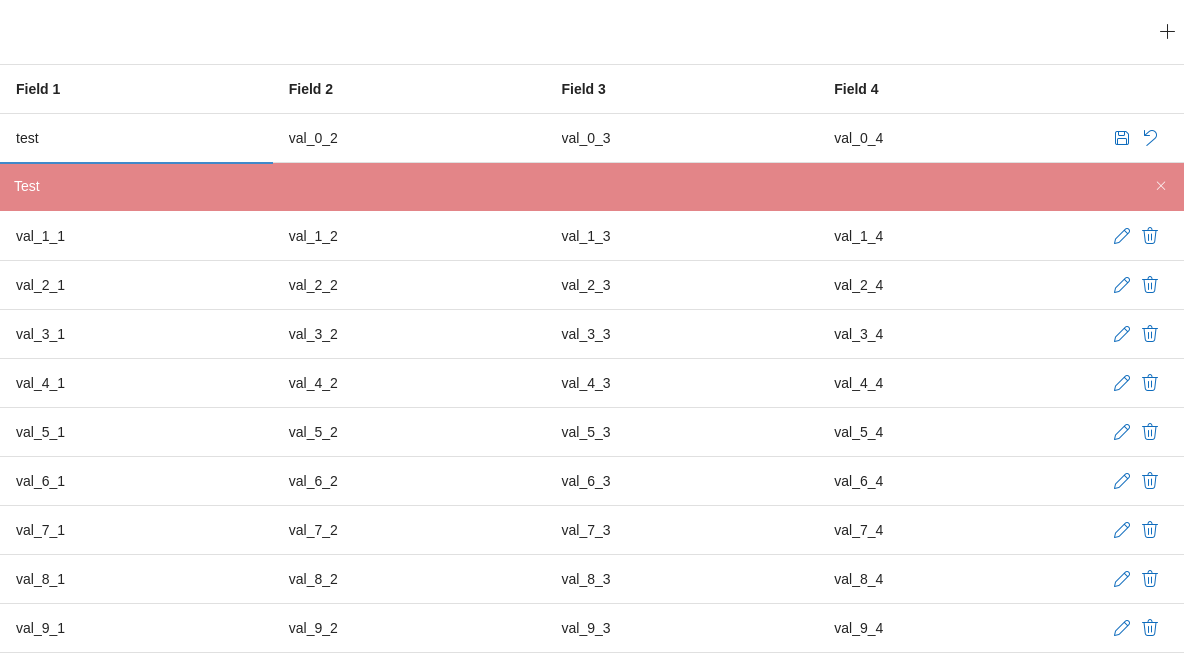 Field 1 Field 2 Field 3 Field 4
test val_0_2 val_0_3 val_0_4
Test
val_1_1 val_1_2 val_1_3 val_1_4
val_2_1 val_2_2 val_2_3 val_2_4
val_3_1 val_3_2 val_3_3 val_3_4
val_4_1 val_4_2 val_4_3 val_4_4
val_5_1 val_5_2 val_5_3 val_5_4
val_6_1 val_6_2 val_6_3 val_6_4
val_7_1 val_7_2 val_7_3 val_7_4
val_8_1 val_8_2 val_8_3 val_8_4
val_9_1 val_9_2 val_9_3 val_9_4